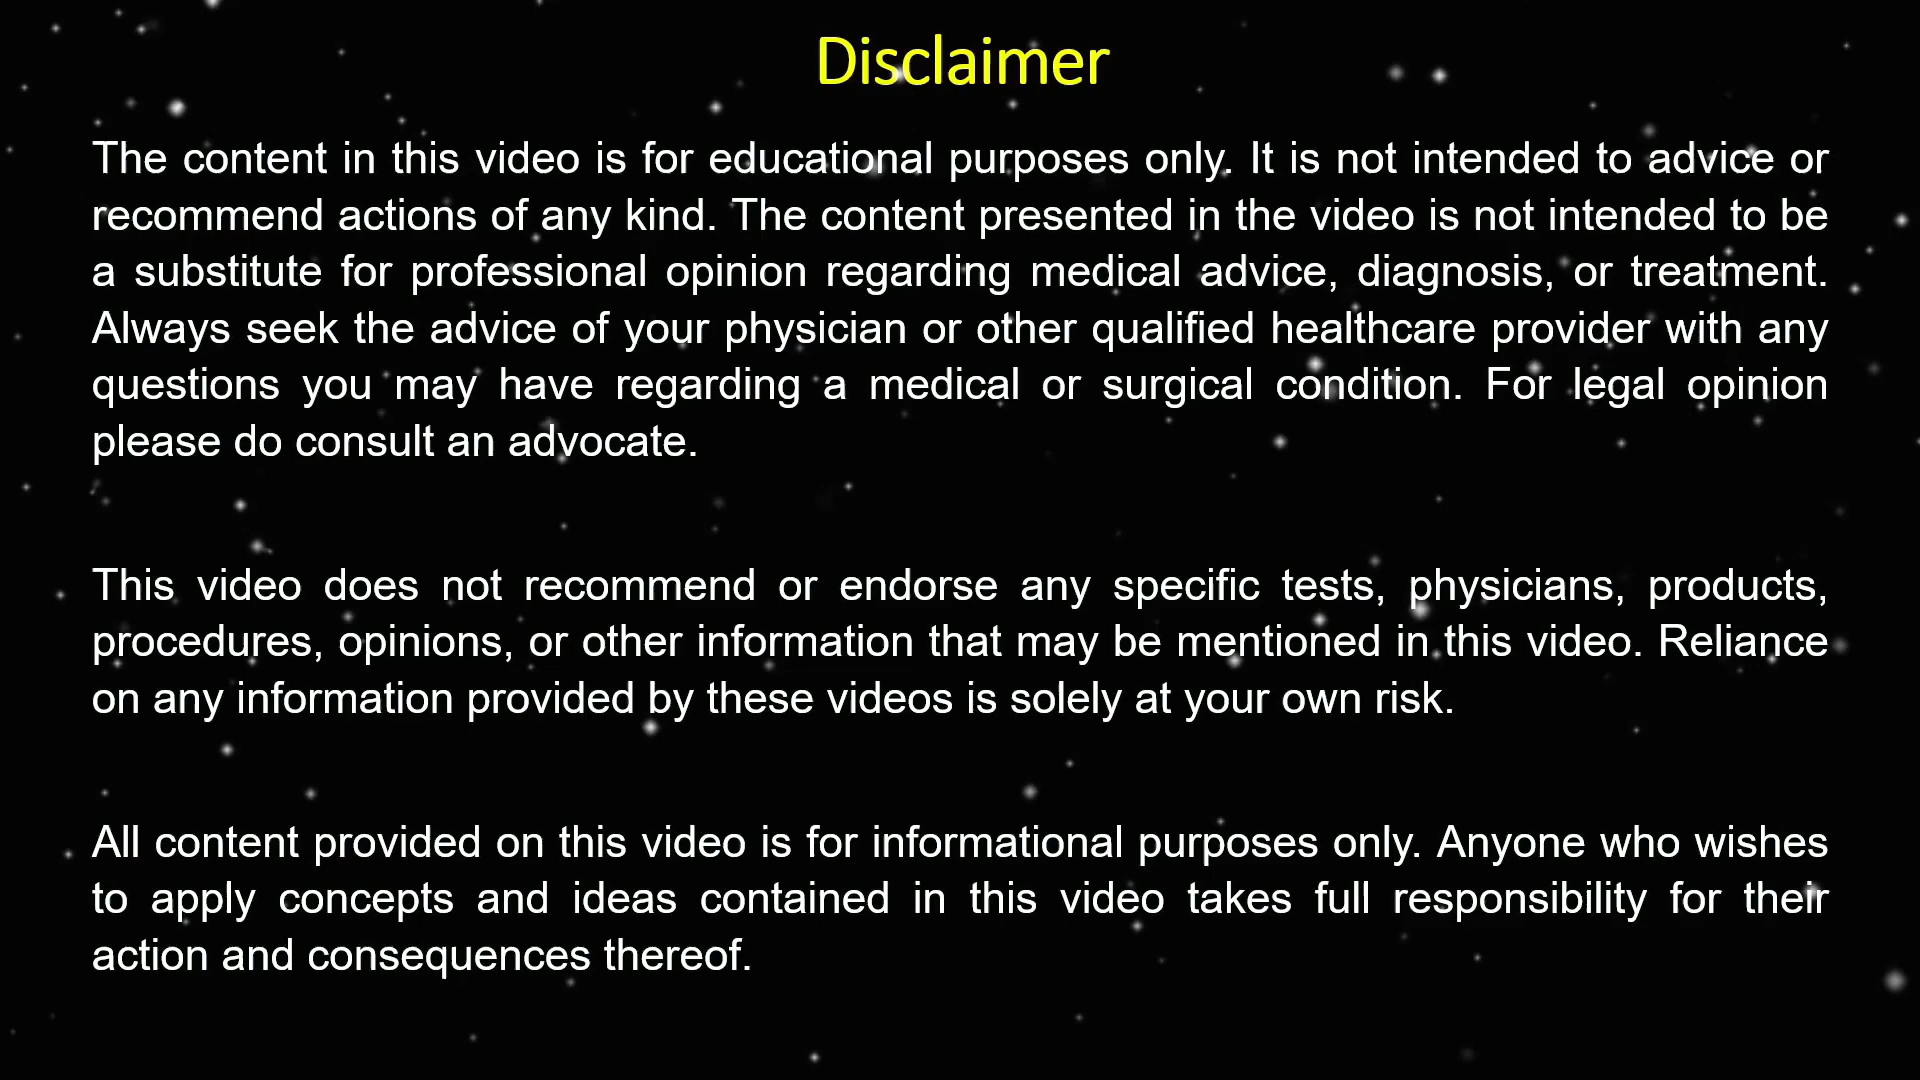 Disclaimer
The content in this video is for educational purposes only. It is not intended to advice or
recommend actions of any kind. The content presented in the video is not intended to be
a substitute for professional opinion regarding medical advice, diagnosis, or treatment.
Always seek the advice of your physician or other qualified healthcare provider with any
questions you may have regarding a medical or surgical condition. For legal opinion
please do consult an advocate.
This video does not recommend or endorse any specific tests, physicians, products,
procedures, opinions, or other information that may be mentioned in this video. Reliance
on any information provided by these videos is solely at your own risk.
All content provided on this video is for informational purposes only. Anyone who wishes
to apply concepts and ideas contained in this video takes full responsibility for their
action and consequences thereof.